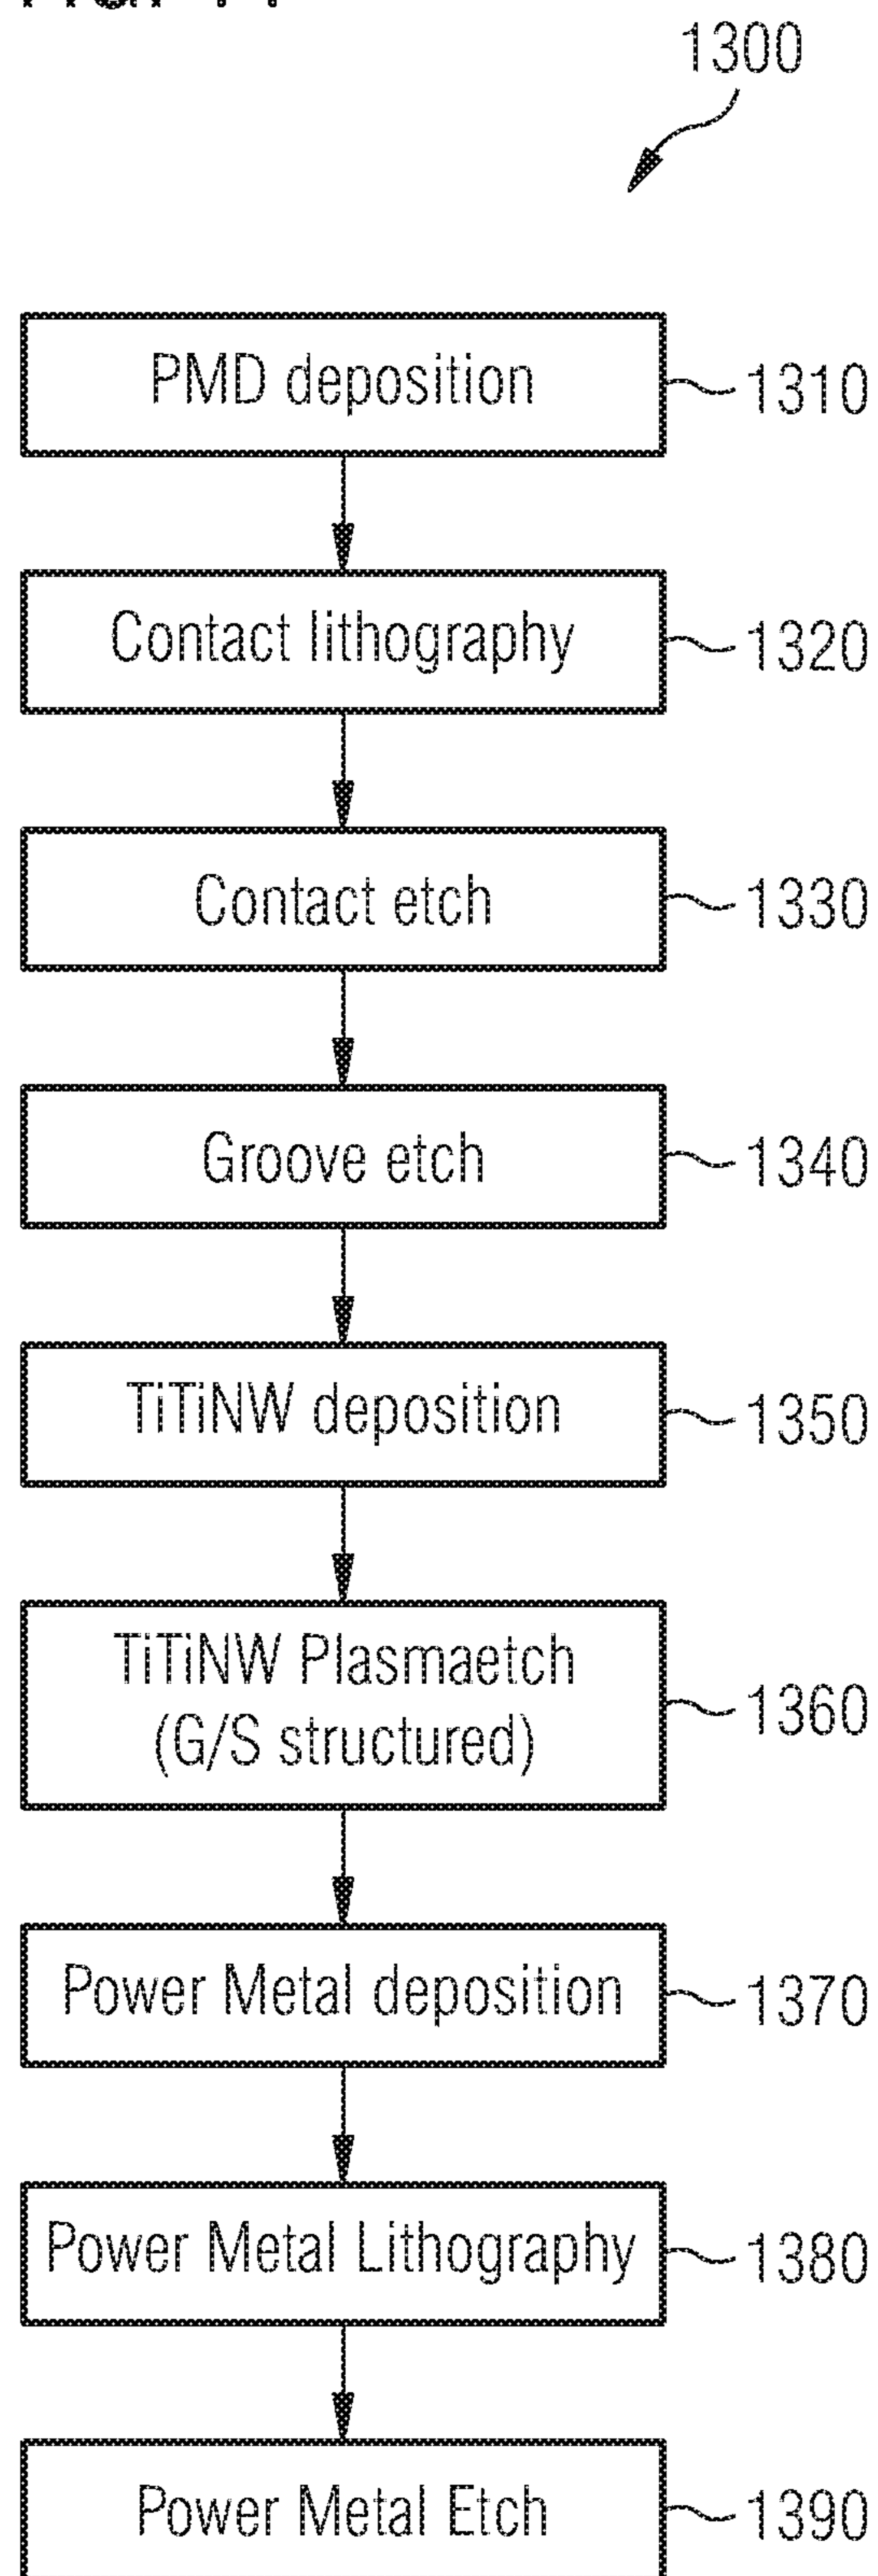 1300
PMD deposition
1310
Contact lithography
1320
Contact etch
1330
Groove etch
1340
TiTiNW deposition
1350
TiTiNW Plasmaetch
(G/S structured)
1360
Power Metal deposition
1370
Power Metal Lithography
1380
Power Metal Etch
1390